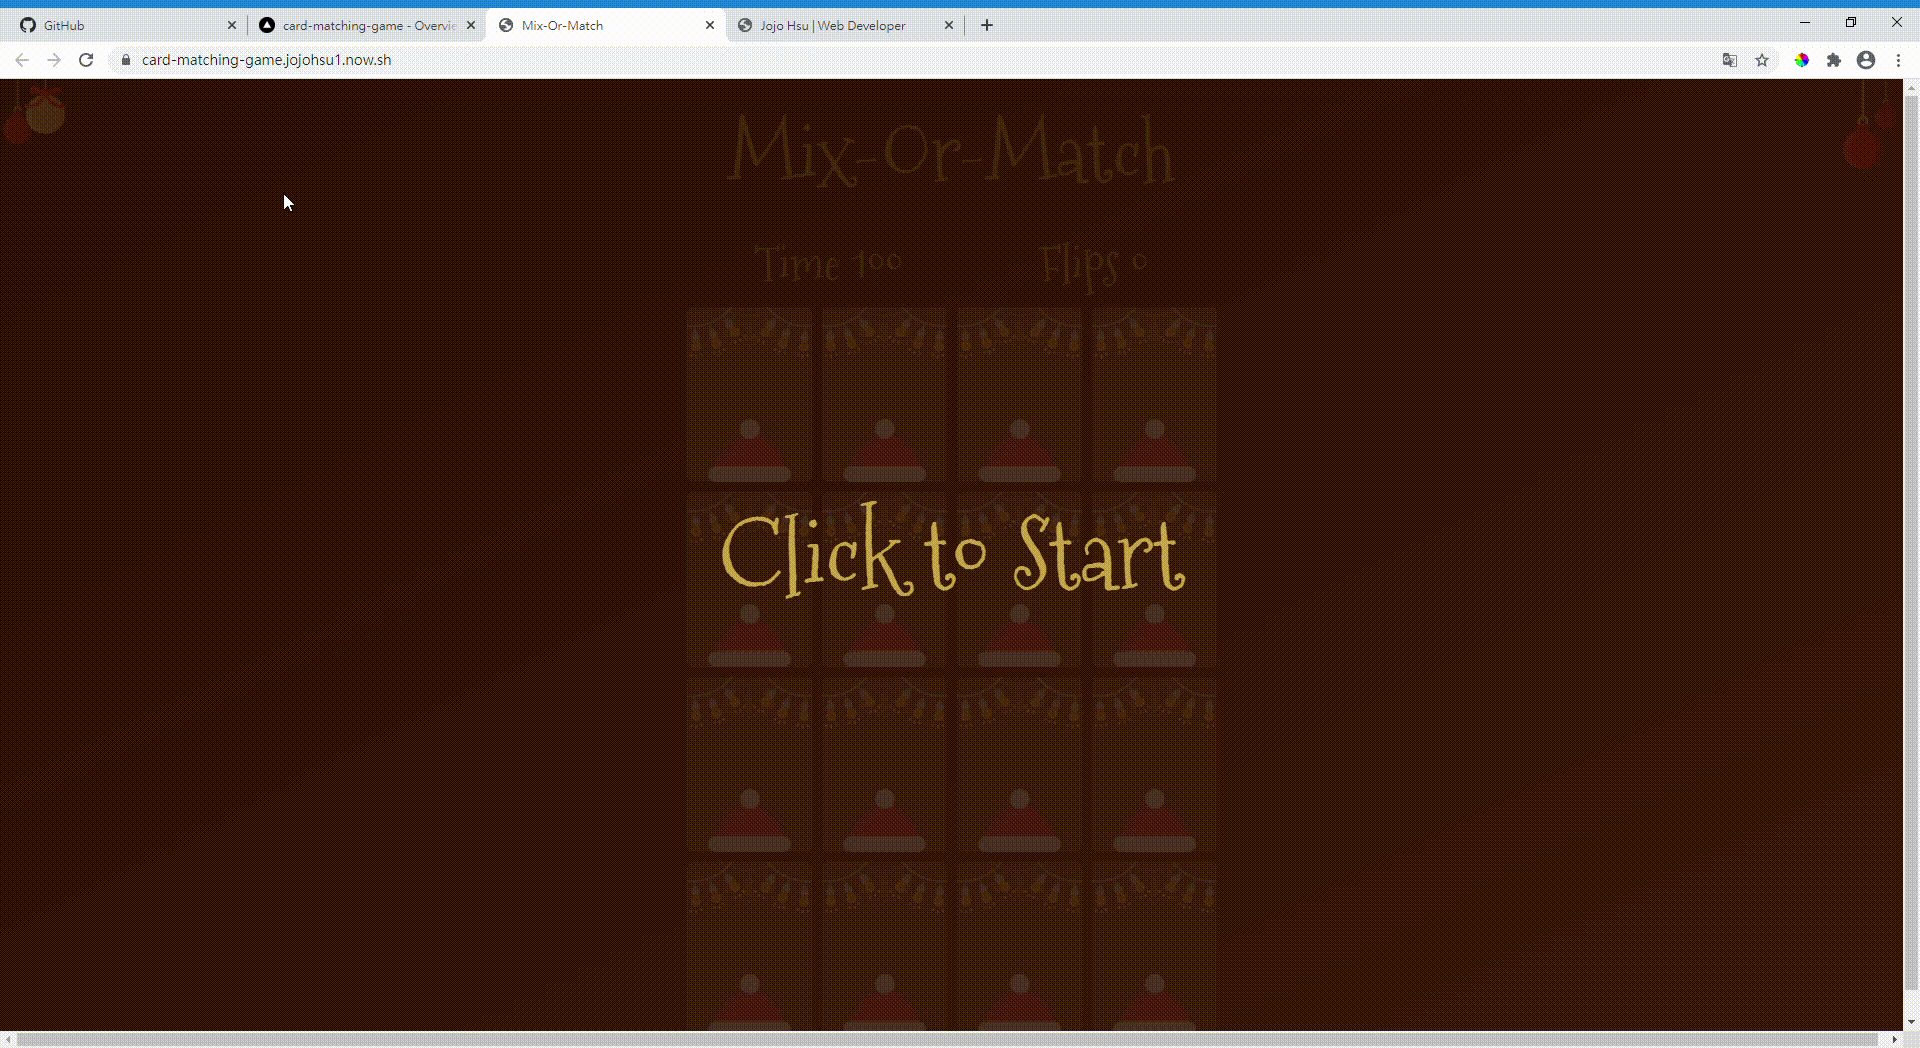 GitHub
card-matching-game - Overvie
Mix-Or-Match
Jojo Hsu | Web Developer
card-matching-game.jojohsu1.now.sh
Mix-Or-Match
Time 100
Flips 0
Click to Start